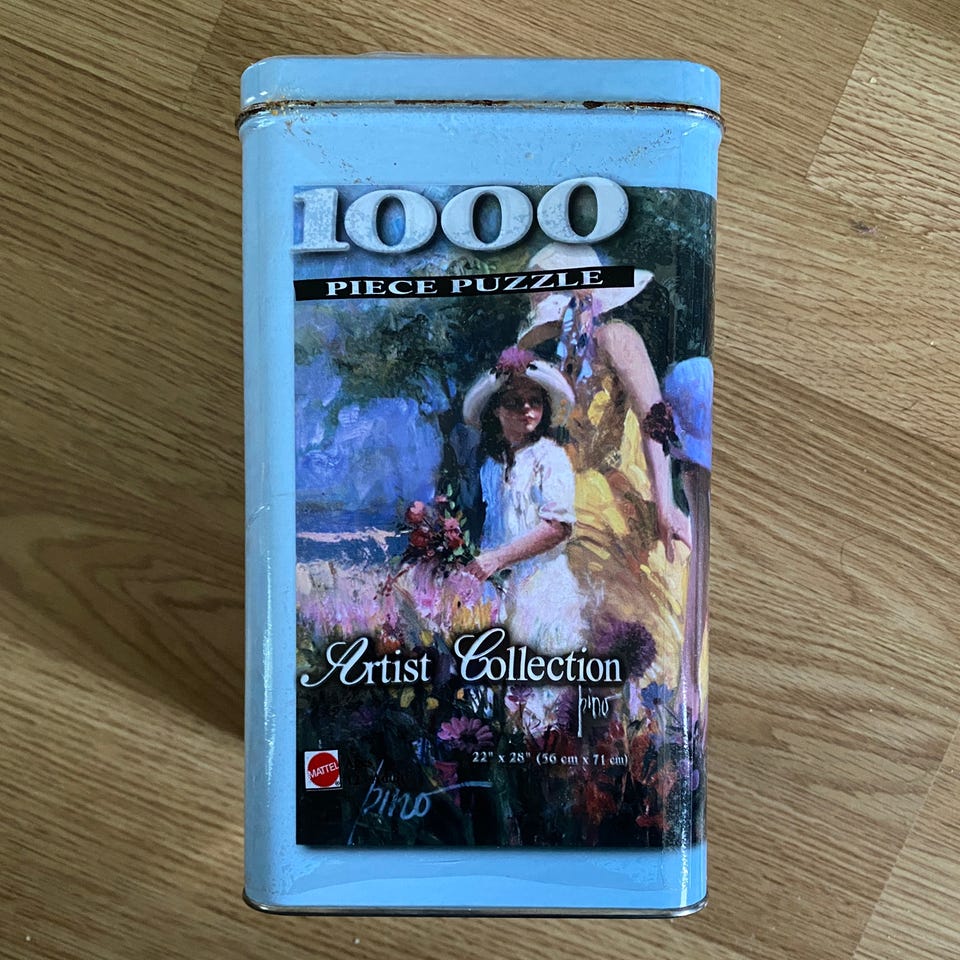 1000
PIECE PUZZLE
Artist Collection
pino
22" x 28" (56 cm x 71 cm)
MATTEL
pino